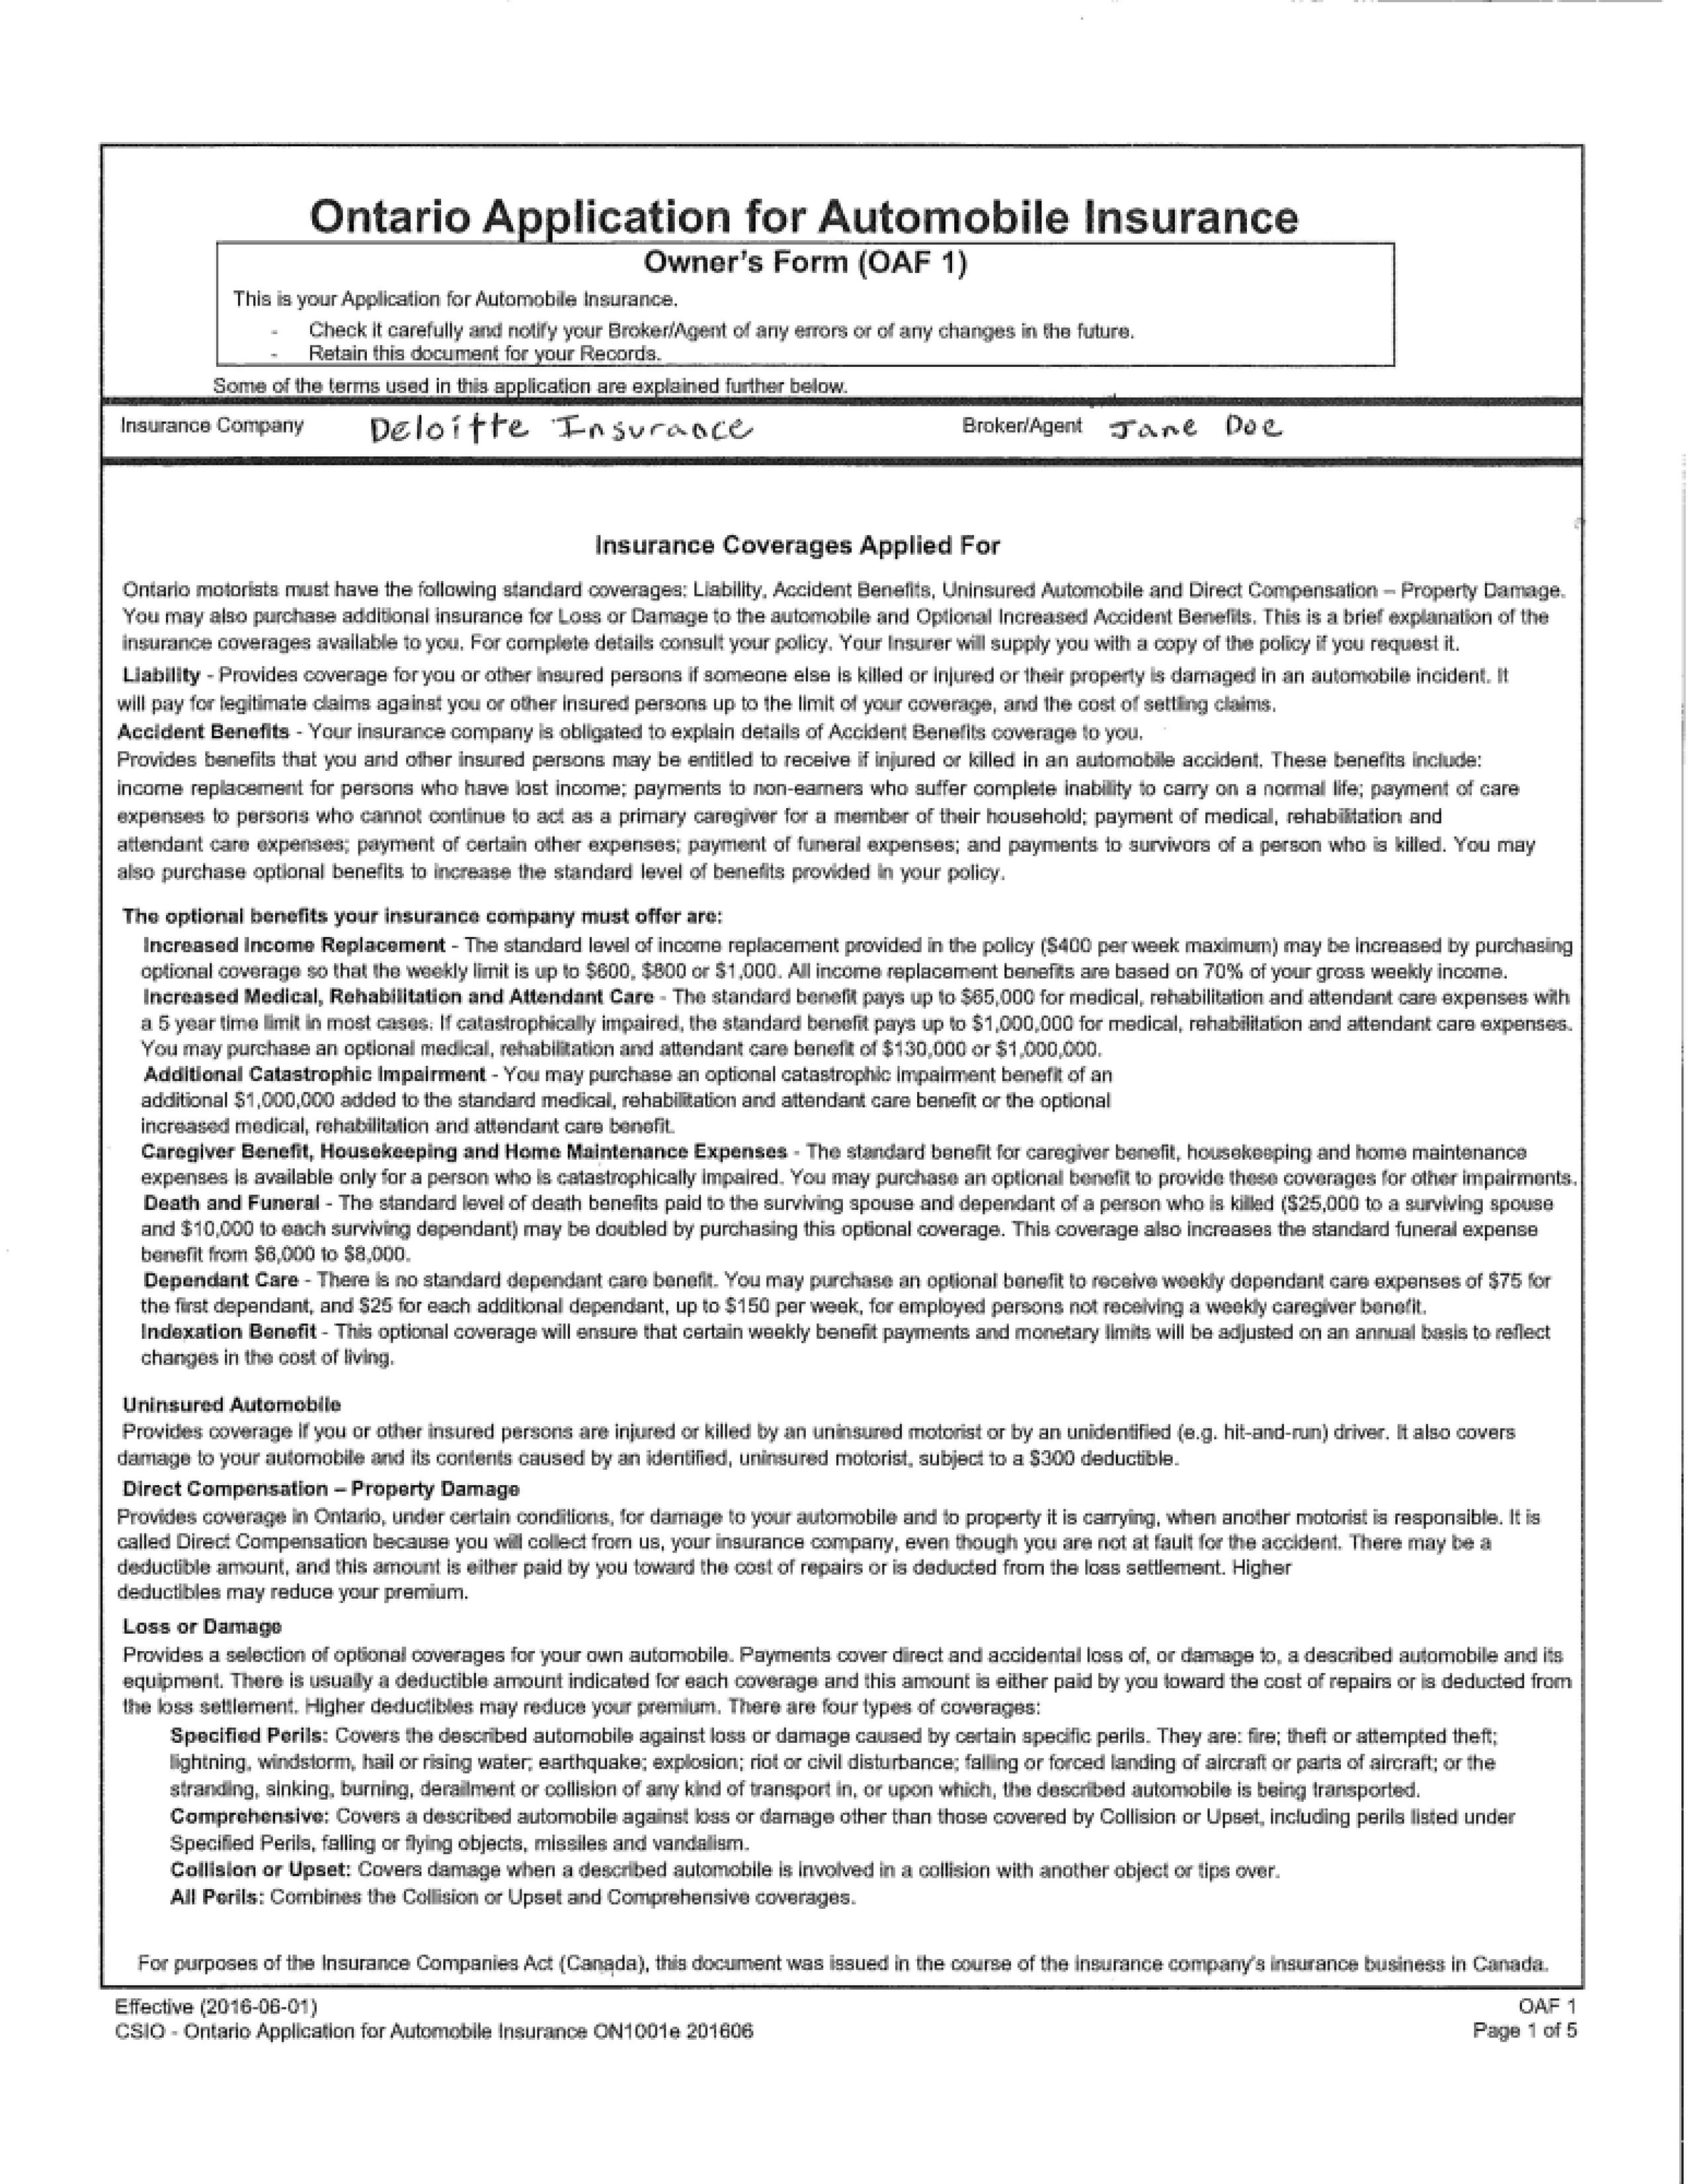 Ontario Application for Automobile Insurance
Owner's Form (OAF 1)
This is your Application for Automobile Insurance.
- Check it carefully and notify your Broker/Agent of any errors or of any changes in the future.
- Retain this document for your Records.
Some of the terms used in this application are explained further below.
Insurance Company Deloitte Insurance Broker/Agent Jane Doe
Insurance Coverages Applied For
Ontario motorists must have the following standard coverages: Liability, Accident Benefits, Uninsured Automobile and Direct Compensation – Property Damage.
You may also purchase additional insurance for Loss or Damage to the automobile and Optional Increased Accident Benefits. This is a brief explanation of the
insurance coverages available to you. For complete details consult your policy. Your Insurer will supply you with a copy of the policy if you request it.
Liability - Provides coverage for you or other insured persons if someone else is killed or injured or their property is damaged in an automobile incident. It
will pay for legitimate claims against you or other insured persons up to the limit of your coverage, and the cost of settling claims.
Accident Benefits - Your insurance company is obligated to explain details of Accident Benefits coverage to you.
Provides benefits that you and other insured persons may be entitled to receive if injured or killed in an automobile accident. These benefits include:
income replacement for persons who have lost income; payments to non-earners who suffer complete inability to carry on a normal life; payment of care
expenses to persons who cannot continue to act as a primary caregiver for a member of their household; payment of medical, rehabilitation and
attendant care expenses; payment of certain other expenses; payment of funeral expenses; and payments to survivors of a person who is killed. You may
also purchase optional benefits to increase the standard level of benefits provided in your policy.
The optional benefits your insurance company must offer are:
Increased Income Replacement - The standard level of income replacement provided in the policy ($400 per week maximum) may be increased by purchasing
optional coverage so that the weekly limit is up to $600, $800 or $1,000. All income replacement benefits are based on 70% of your gross weekly income.
Increased Medical, Rehabilitation and Attendant Care - The standard benefit pays up to $65,000 for medical, rehabilitation and attendant care expenses with
a 5 year time limit in most cases. If catastrophically impaired, the standard benefit pays up to $1,000,000 for medical, rehabilitation and attendant care expenses.
You may purchase an optional medical, rehabilitation and attendant care benefit of $130,000 or $1,000,000.
Additional Catastrophic Impairment - You may purchase an optional catastrophic impairment benefit of an
additional $1,000,000 added to the standard medical, rehabilitation and attendant care benefit or the optional
increased medical, rehabilitation and attendant care benefit.
Caregiver Benefit, Housekeeping and Home Maintenance Expenses - The standard benefit for caregiver benefit, housekeeping and home maintenance
expenses is available only for a person who is catastrophically impaired. You may purchase an optional benefit to provide these coverages for other impairments.
Death and Funeral - The standard level of death benefits paid to the surviving spouse and dependant of a person who is killed ($25,000 to a surviving spouse
and $10,000 to each surviving dependant) may be doubled by purchasing this optional coverage. This coverage also increases the standard funeral expense
benefit from $6,000 to $8,000.
Dependant Care - There is no standard dependant care benefit. You may purchase an optional benefit to receive weekly dependant care expenses of $75 for
the first dependant, and $25 for each additional dependant, up to $150 per week, for employed persons not receiving a weekly caregiver benefit.
Indexation Benefit - This optional coverage will ensure that certain weekly benefit payments and monetary limits will be adjusted on an annual basis to reflect
changes in the cost of living.
Uninsured Automobile
Provides coverage if you or other insured persons are injured or killed by an uninsured motorist or by an unidentified (e.g. hit-and-run) driver. It also covers
damage to your automobile and its contents caused by an identified, uninsured motorist, subject to a $300 deductible.
Direct Compensation – Property Damage
Provides coverage in Ontario, under certain conditions, for damage to your automobile and to property it is carrying, when another motorist is responsible. It is
called Direct Compensation because you will collect from us, your insurance company, even though you are not at fault for the accident. There may be a
deductible amount, and this amount is either paid by you toward the cost of repairs or is deducted from the loss settlement. Higher
deductibles may reduce your premium.
Loss or Damage
Provides a selection of optional coverages for your own automobile. Payments cover direct and accidental loss of, or damage to, a described automobile and its
equipment. There is usually a deductible amount indicated for each coverage and this amount is either paid by you toward the cost of repairs or is deducted from
the loss settlement. Higher deductibles may reduce your premium. There are four types of coverages:
Specified Perils: Covers the described automobile against loss or damage caused by certain specific perils. They are: fire; theft or attempted theft;
lightning, windstorm, hail or rising water; earthquake; explosion; riot or civil disturbance; falling or forced landing of aircraft or parts of aircraft; or the
stranding, sinking, burning, derailment or collision of any kind of transport in, or upon which, the described automobile is being transported.
Comprehensive: Covers a described automobile against loss or damage other than those covered by Collision or Upset, including perils listed under
Specified Perils, falling or flying objects, missiles and vandalism.
Collision or Upset: Covers damage when a described automobile is involved in a collision with another object or tips over.
All Perils: Combines the Collision or Upset and Comprehensive coverages.
For purposes of the Insurance Companies Act (Canada), this document was issued in the course of the insurance company's insurance business in Canada.
Effective (2016-06-01) OAF 1
CSIO - Ontario Application for Automobile Insurance ON1001e 201606 Page 1 of 5